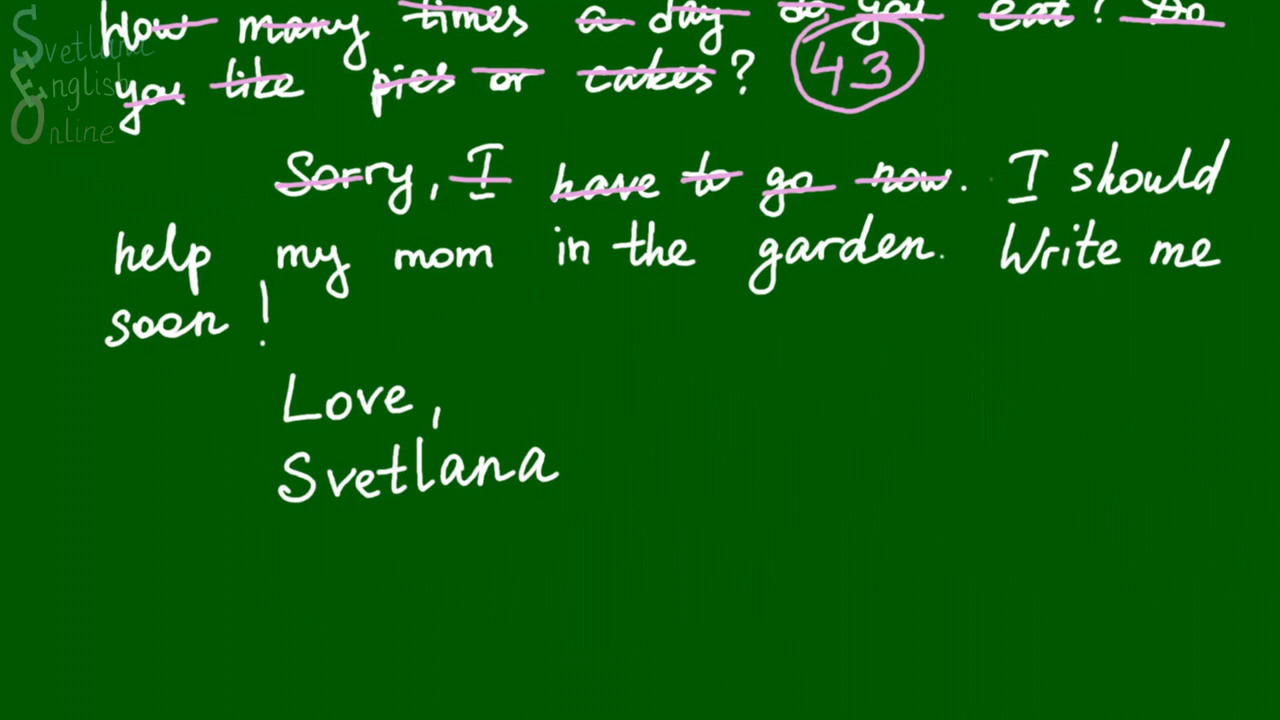 How many times a day do you eat? Do
you like pies or cakes? 43
Sorry, I have to go now. I should
help my mom in the garden. Write me
soon!
Love,
Svetlana
Svetlana
English
Online